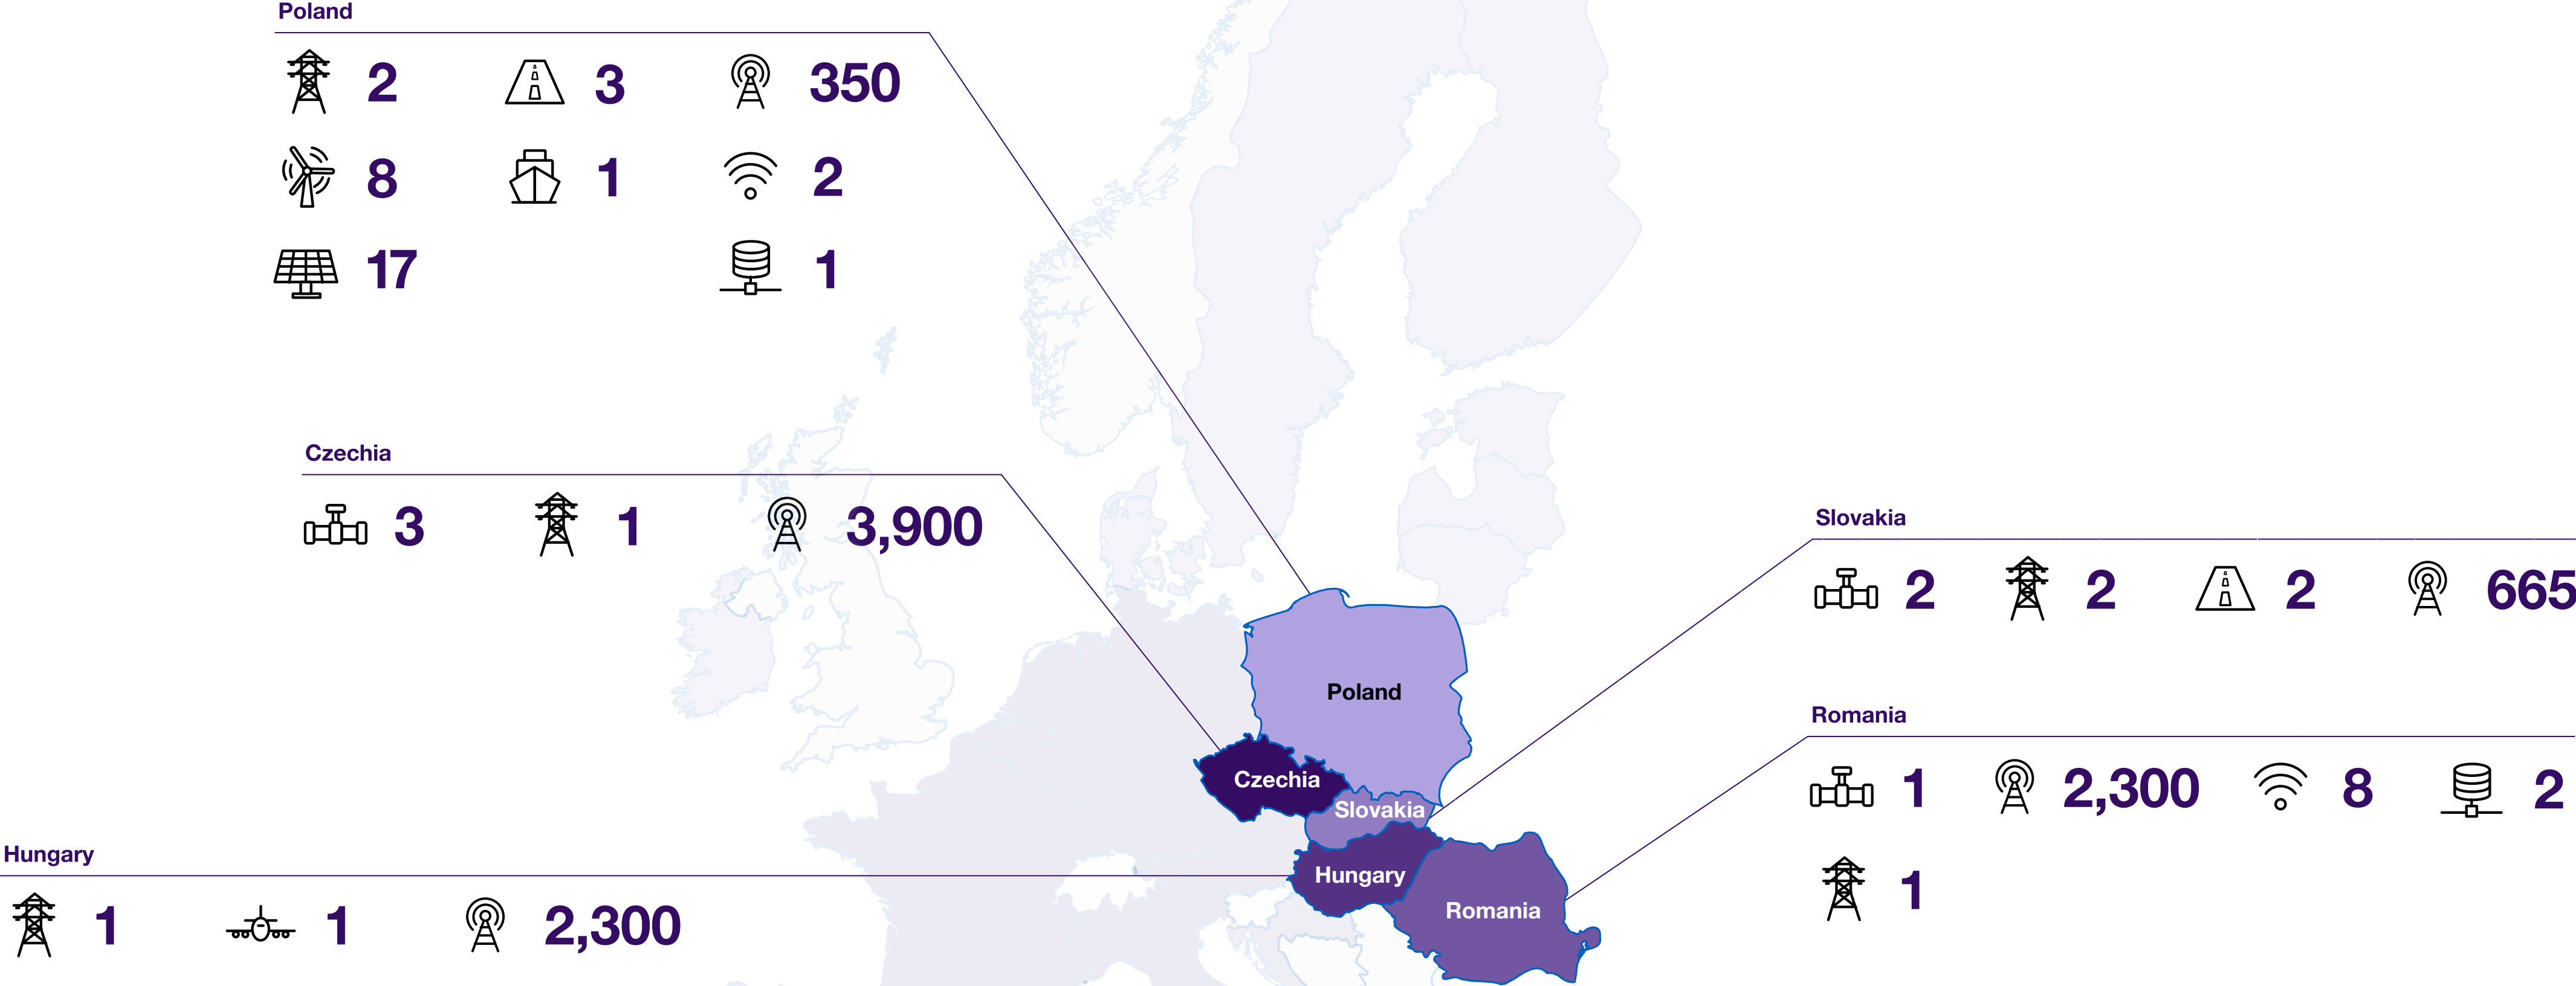 Poland
2 3 350
8 1 2
17 1
Czechia
3 1 3,900
Slovakia
2 2 2 665
Romania
1 2,300 8 2
1
Hungary
1 1 2,300
Poland
Czechia
Slovakia
Hungary
Romania